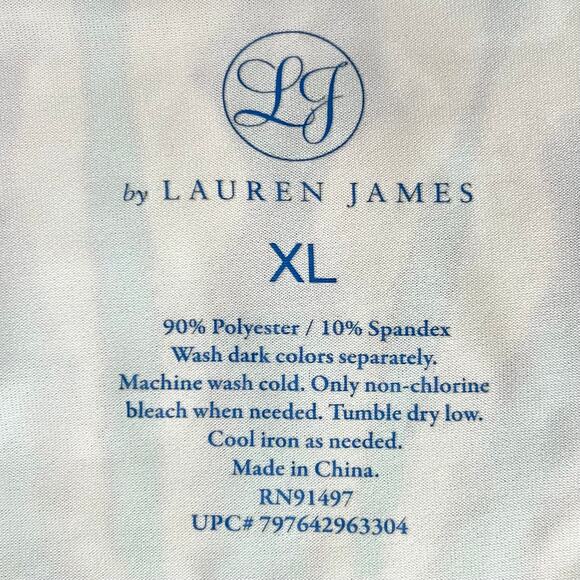 LJ
by LAUREN JAMES
XL
90% Polyester / 10% Spandex
Wash dark colors separately.
Machine wash cold. Only non-chlorine
bleach when needed. Tumble dry low.
Cool iron as needed.
Made in China.
RN91497
UPC# 797642963304